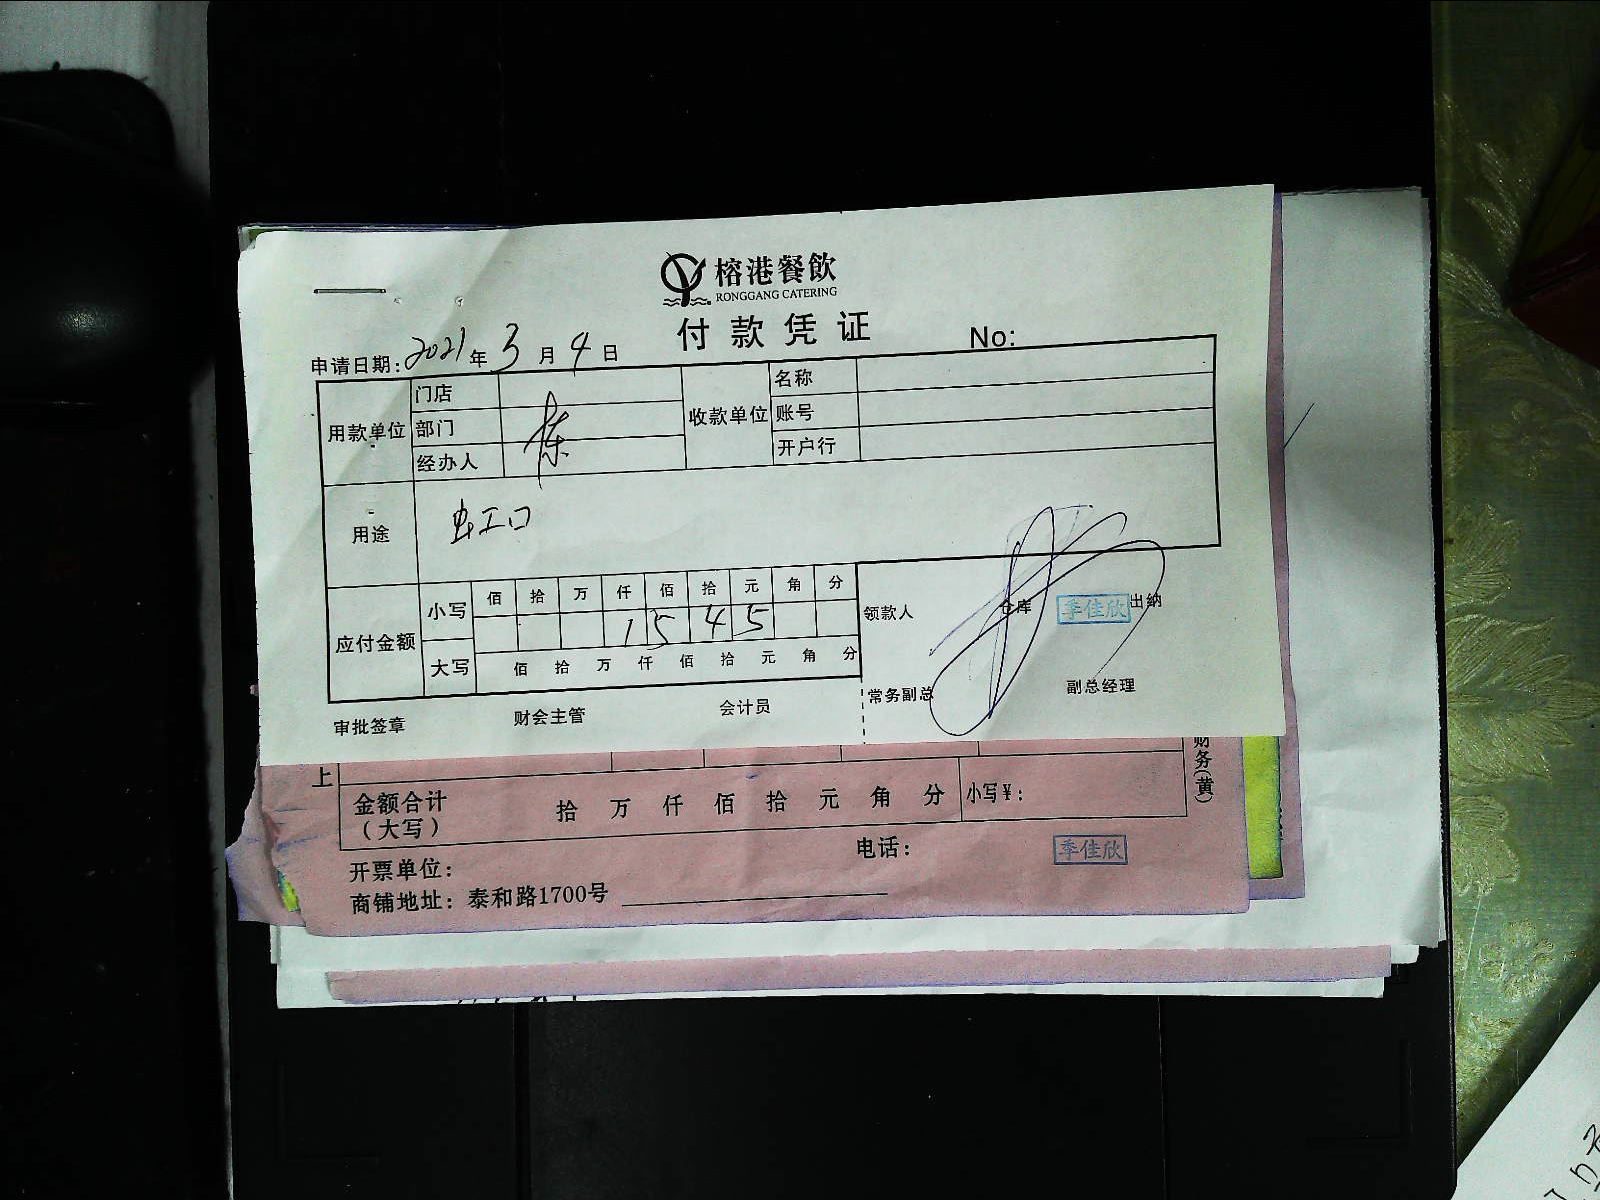 榕港餐飲
RONGGANG CATERING
付款凭证
No:
申请日期:2021年3月4日
用款单位 门店 收款单位 名称
部门 账号
经办人 开户行
用途 虹口
应付金额 小写 佰 拾 万 仟 佰 拾 元 角 分
1 5 4 5
大写 佰 拾 万 仟 佰 拾 元 角 分
领款人 仓库 季佳欣 出纳
常务副总 副总经理
审批签章 财会主管 会计员
上
财务(黄)
金额合计 拾 万 仟 佰 拾 元 角 分 小写¥:
(大写)
开票单位: 电话: 季佳欣
商铺地址: 泰和路1700号